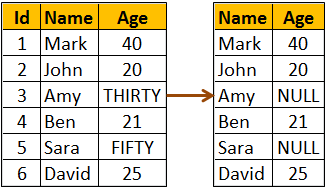 Id Name Age Name Age
1 Mark 40 Mark 40
2 John 20 John 20
3 Amy THIRTY Amy NULL
4 Ben 21 Ben 21
5 Sara FIFTY Sara NULL
6 David 25 David 25